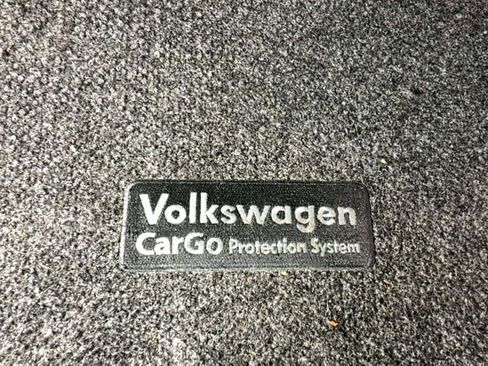 Volkswagen
CarGo Protection System